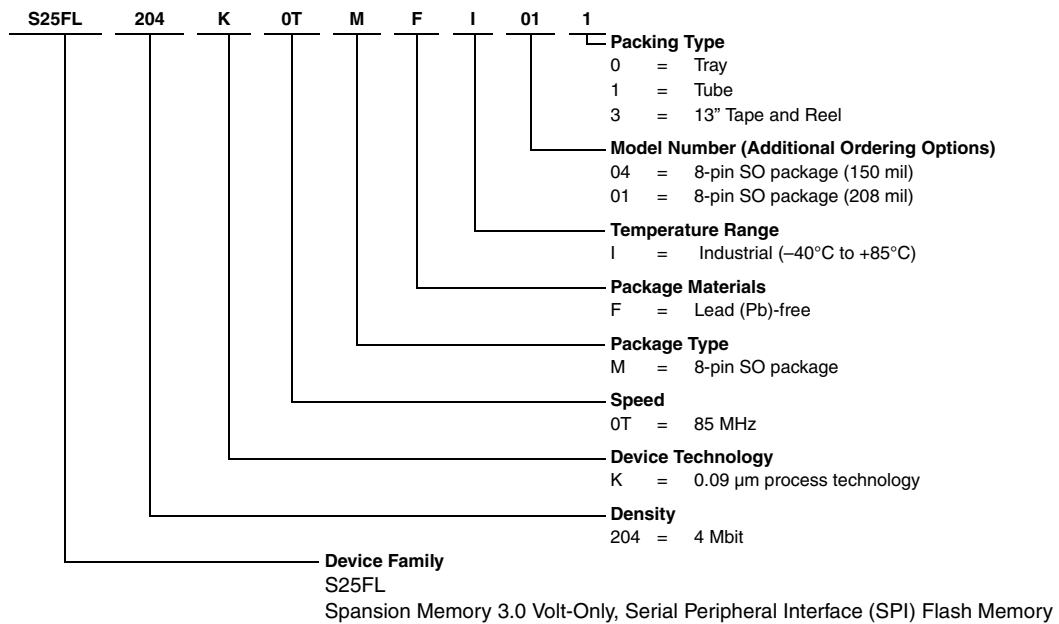 S25FL 204 K 0T M F I 01 1
Packing Type
0 = Tray
1 = Tube
3 = 13” Tape and Reel
Model Number (Additional Ordering Options)
04 = 8-pin SO package (150 mil)
01 = 8-pin SO package (208 mil)
Temperature Range
I = Industrial (–40°C to +85°C)
Package Materials
F = Lead (Pb)-free
Package Type
M = 8-pin SO package
Speed
0T = 85 MHz
Device Technology
K = 0.09 µm process technology
Density
204 = 4 Mbit
Device Family
S25FL
Spansion Memory 3.0 Volt-Only, Serial Peripheral Interface (SPI) Flash Memory